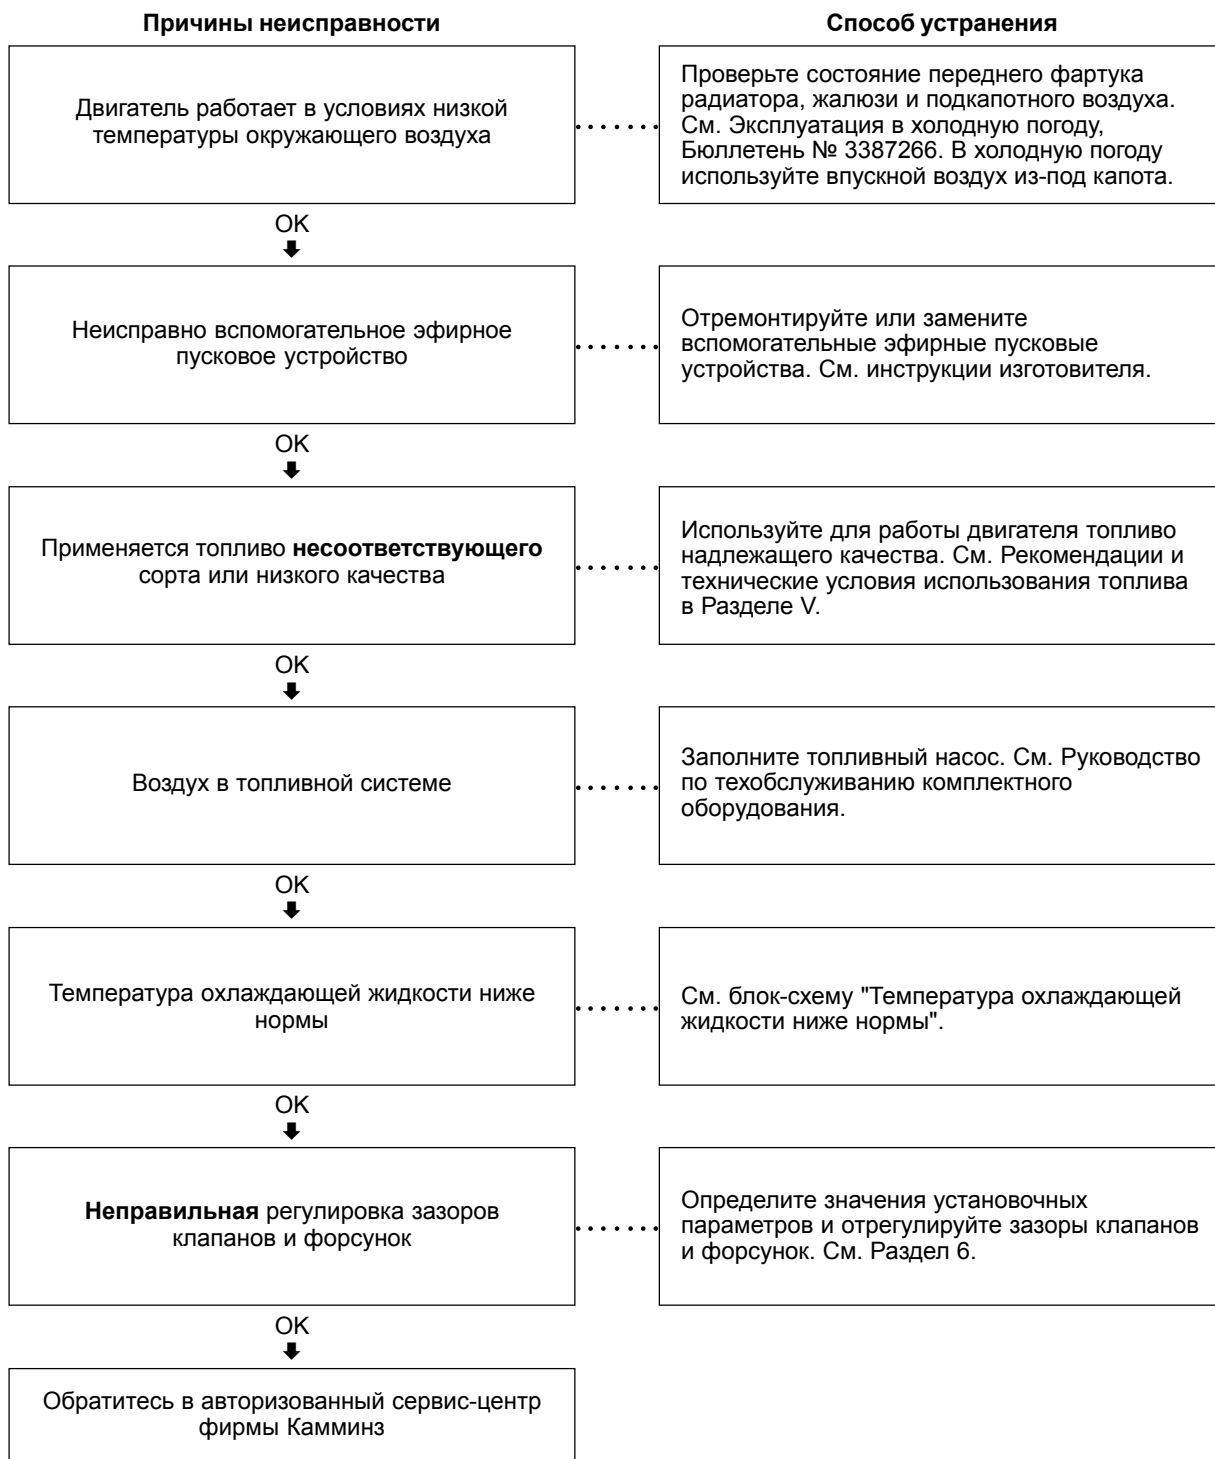 Причины неисправности
Способ устранения
Двигатель работает в условиях низкой
температуры окружающего воздуха
Проверьте состояние переднего фартука
радиатора, жалюзи и подкапотного воздуха.
См. Эксплуатация в холодную погоду,
Бюллетень № 3387266. В холодную погоду
используйте впускной воздух из-под капота.
OK
Неисправно вспомогательное эфирное
пусковое устройство
Отремонтируйте или замените
вспомогательные эфирные пусковые
устройства. См. инструкции изготовителя.
OK
Применяется топливо несоответствующего
сорта или низкого качества
Используйте для работы двигателя топливо
надлежащего качества. См. Рекомендации и
технические условия использования топлива
в Разделе V.
OK
Воздух в топливной системе
Заполните топливный насос. См. Руководство
по техобслуживанию комплектного
оборудования.
OK
Температура охлаждающей жидкости ниже
нормы
См. блок-схему "Температура охлаждающей
жидкости ниже нормы".
OK
Неправильная регулировка зазоров
клапанов и форсунок
Определите значения установочных
параметров и отрегулируйте зазоры клапанов
и форсунок. См. Раздел 6.
OK
Обратитесь в авторизованный сервис-центр
фирмы Камминз